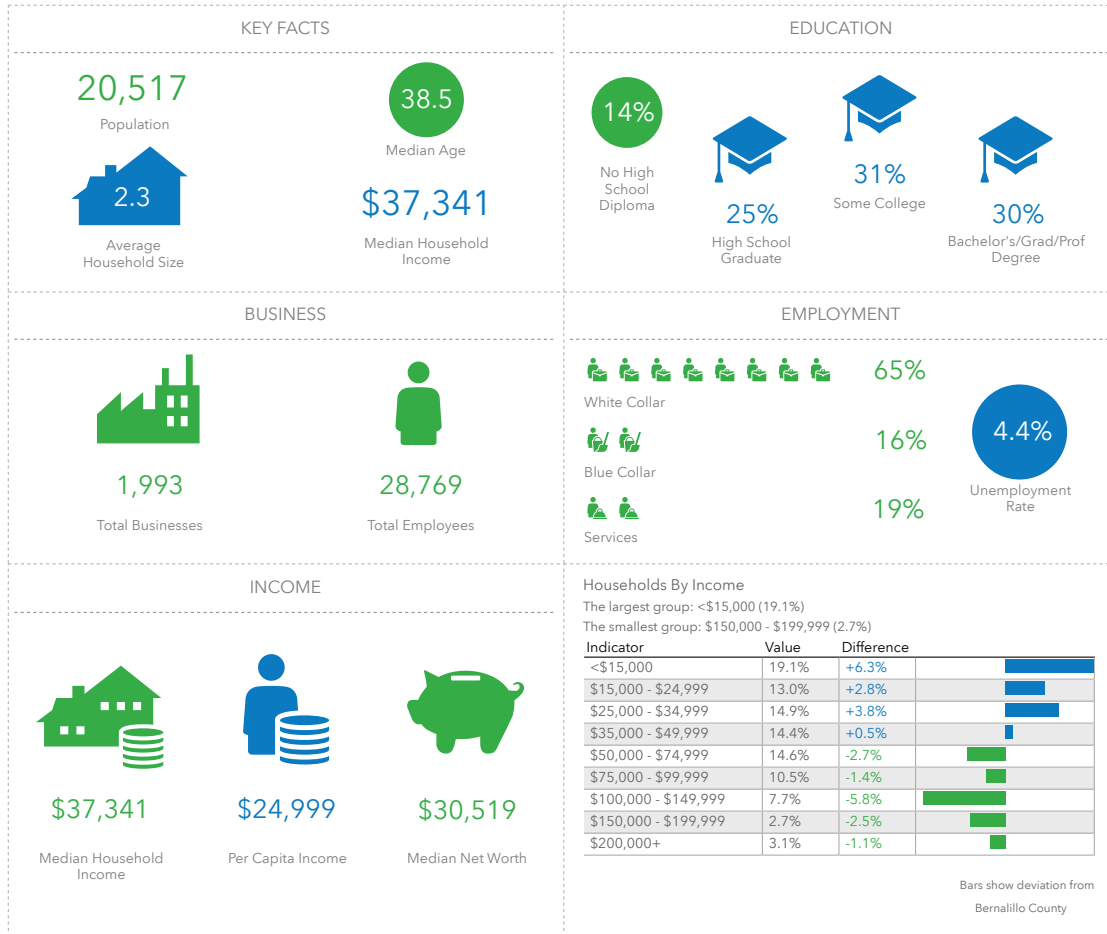 KEY FACTS
20,517
Population
38.5
Median Age
2.3
Average
Household Size
$37,341
Median Household
Income
EDUCATION
14%
No High
School
Diploma
25%
High School
Graduate
31%
Some College
30%
Bachelor's/Grad/Prof
Degree
BUSINESS
1,993
Total Businesses
28,769
Total Employees
EMPLOYMENT
65%
White Collar
16%
Blue Collar
19%
Services
4.4%
Unemployment
Rate
INCOME
$37,341
Median Household
Income
$24,999
Per Capita Income
$30,519
Median Net Worth
Households By Income
The largest group: <$15,000 (19.1%)
The smallest group: $150,000 - $199,999 (2.7%)
Indicator Value Difference
<$15,000 19.1% +6.3%
$15,000 - $24,999 13.0% +2.8%
$25,000 - $34,999 14.9% +3.8%
$35,000 - $49,999 14.4% +0.5%
$50,000 - $74,999 14.6% -2.7%
$75,000 - $99,999 10.5% -1.4%
$100,000 - $149,999 7.7% -5.8%
$150,000 - $199,999 2.7% -2.5%
$200,000+ 3.1% -1.1%
Bars show deviation from
Bernalillo County